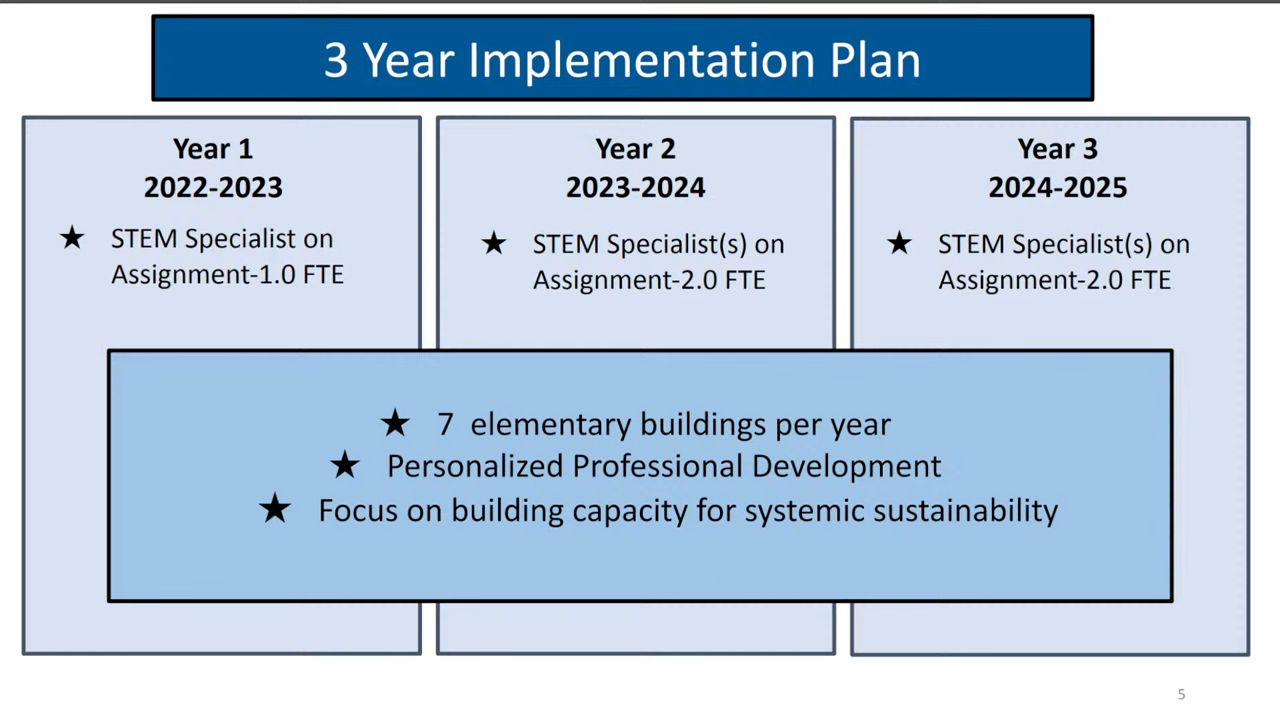 3 Year Implementation Plan
Year 1
2022-2023
★ STEM Specialist on
Assignment-1.0 FTE
Year 2
2023-2024
★ STEM Specialist(s) on
Assignment-2.0 FTE
Year 3
2024-2025
★ STEM Specialist(s) on
Assignment-2.0 FTE
★ 7 elementary buildings per year
★ Personalized Professional Development
★ Focus on building capacity for systemic sustainability
5